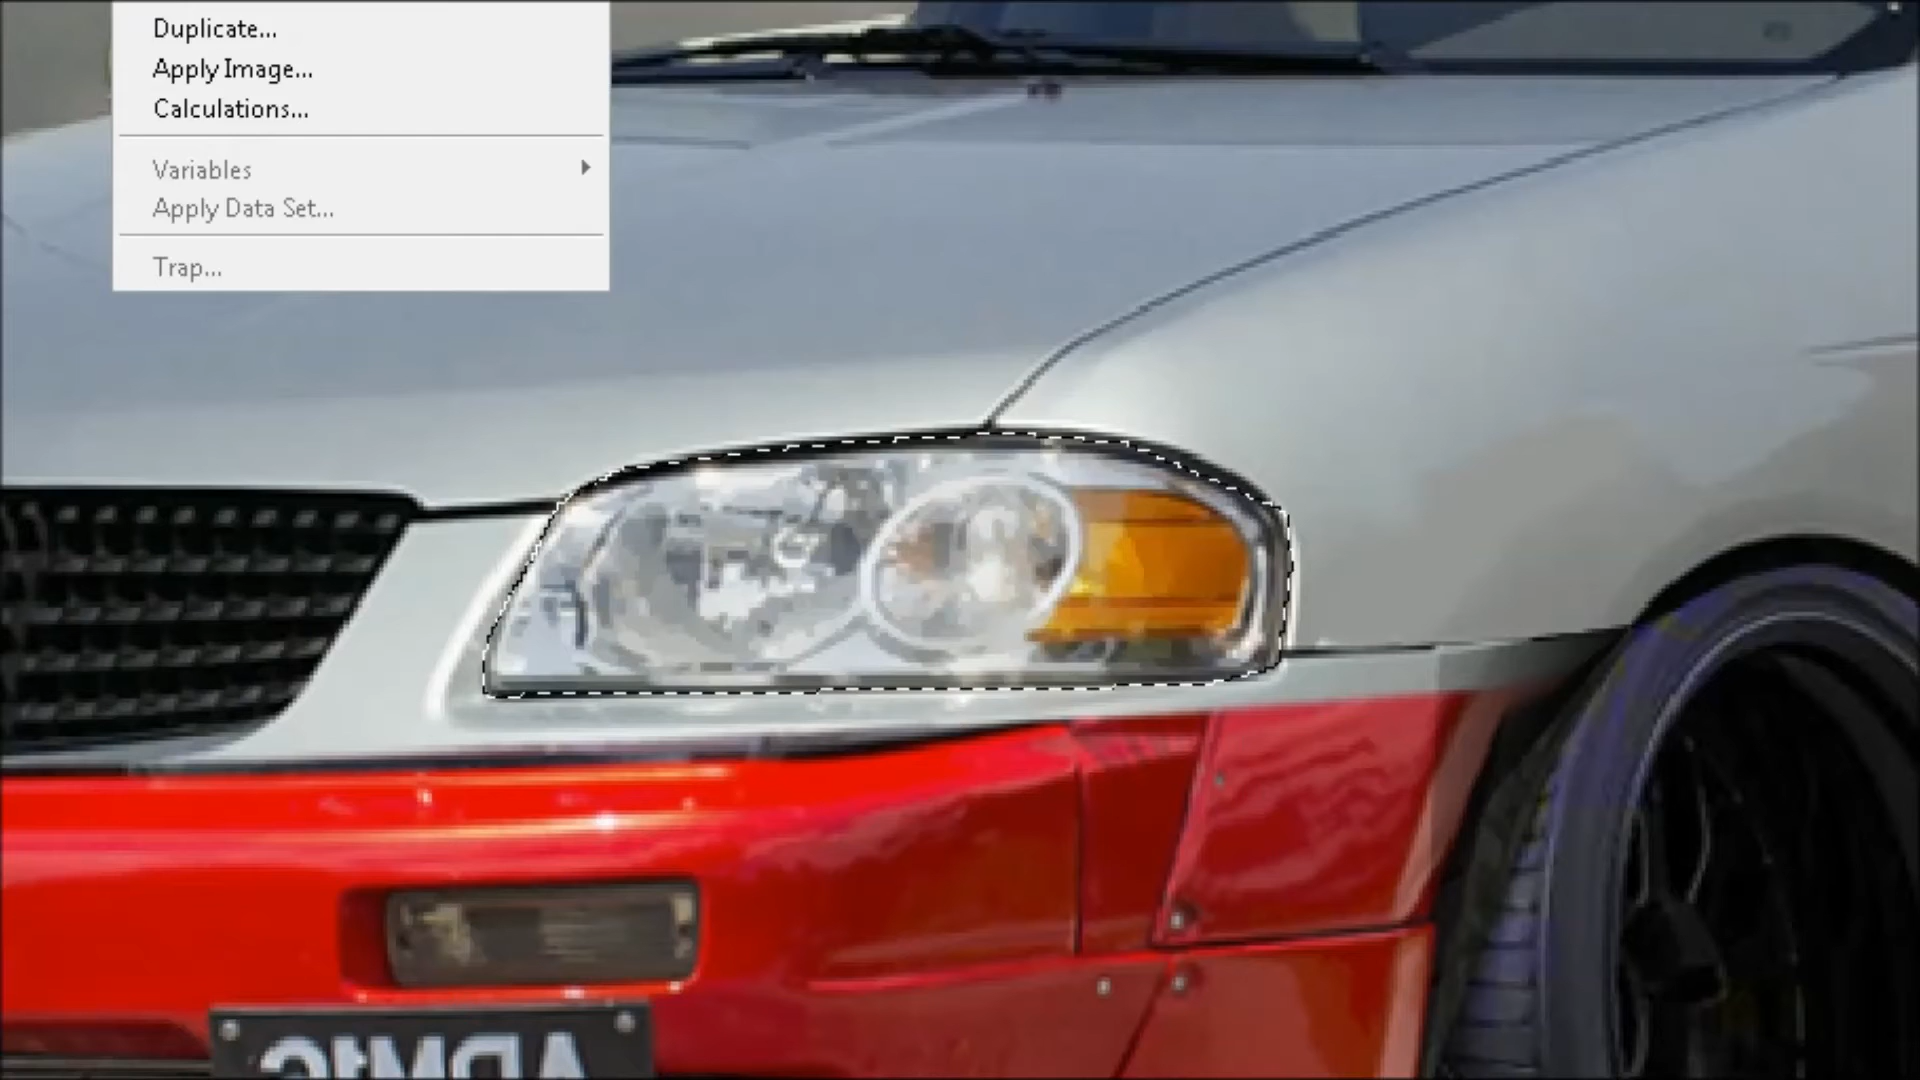 Duplicate...
Apply Image...
Calculations...
Variables
Apply Data Set...
Trap...